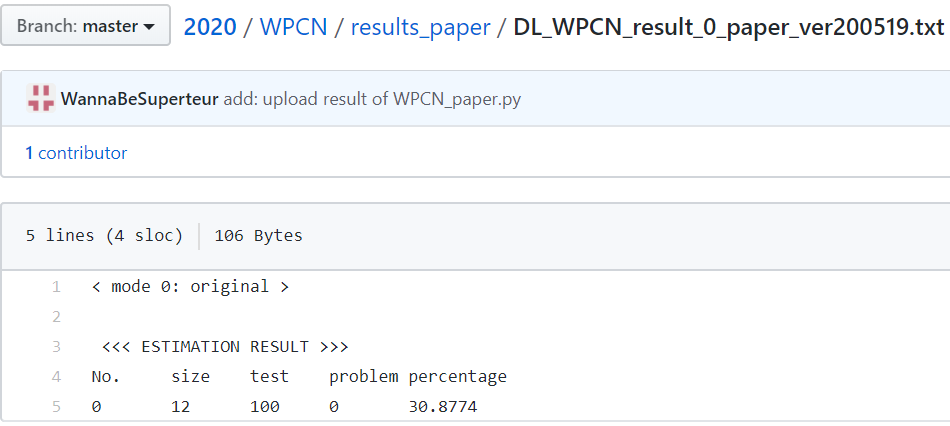 Branch: master 2020 / WPCN / results_paper / DL_WPCN_result_0_paper_ver200519.txt
WannaBeSuperteur add: upload result of WPCN_paper.py
1 contributor
5 lines (4 sloc) 106 Bytes
1 < mode 0: original >
2
3 <<< ESTIMATION RESULT >>>
4 No. size test problem percentage
5 0 12 100 0 30.8774